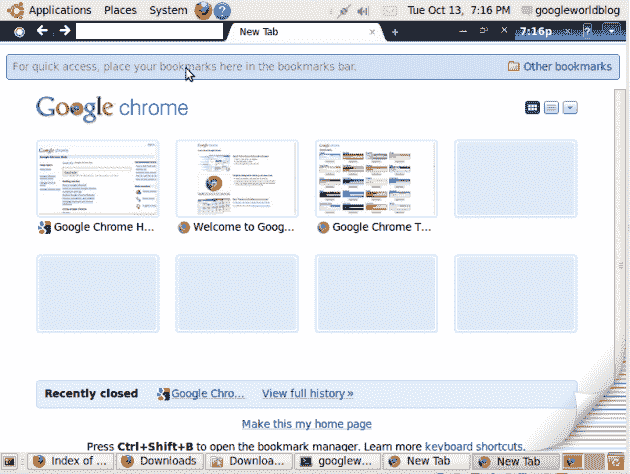 Applications Places System Tue Oct 13, 7:16 PM googleworldblog
New Tab 7:16p
For quick access, place your bookmarks here in the bookmarks bar. Other bookmarks
Google chrome
Google Chrome H... Welcome to Goog... Google Chrome T...
Recently closed Google Chro... View full history »
Make this my home page
Press Ctrl+Shift+B to open the bookmark manager. Learn more keyboard shortcuts.
Index of ... Downloads Downloa... googlew... New Tab New Tab